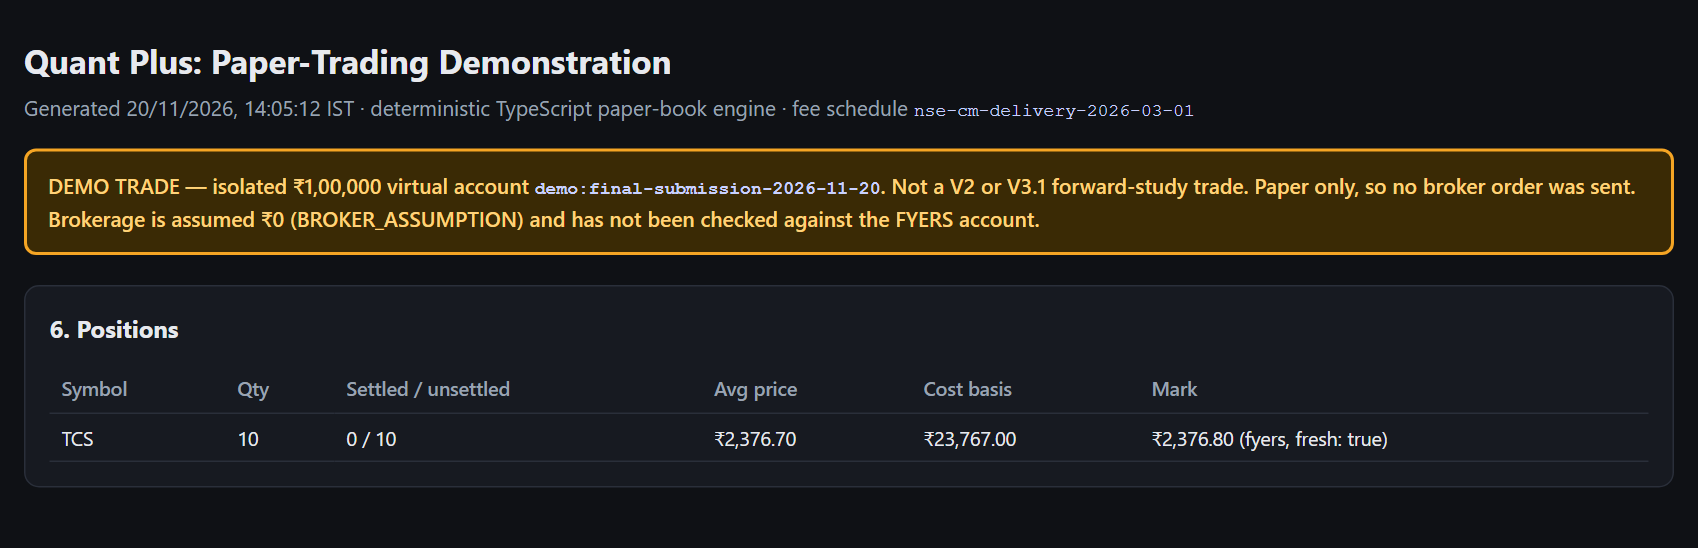 Quant Plus: Paper-Trading Demonstration
Generated 20/11/2026, 14:05:12 IST · deterministic TypeScript paper-book engine · fee schedule nse-cm-delivery-2026-03-01
DEMO TRADE — isolated ₹1,00,000 virtual account demo:final-submission-2026-11-20. Not a V2 or V3.1 forward-study trade. Paper only, so no broker order was sent.
Brokerage is assumed ₹0 (BROKER_ASSUMPTION) and has not been checked against the FYERS account.
6. Positions
Symbol Qty Settled / unsettled Avg price Cost basis Mark
TCS 10 0 / 10 ₹2,376.70 ₹23,767.00 ₹2,376.80 (fyers, fresh: true)